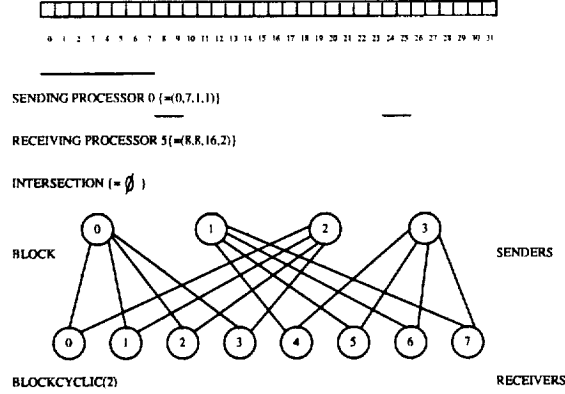 0 1 2 3 4 5 6 7 8 9 10 11 12 13 14 15 16 17 18 19 20 21 22 23 24 25 26 27 28 29 30 31
SENDING PROCESSOR 0 {=(0,7,1,1)}
RECEIVING PROCESSOR 5{=(8,8,16,2)}
INTERSECTION {= ∅ }
0 1 2 3
BLOCK SENDERS
0 1 2 3 4 5 6 7
BLOCKCYCLIC(2) RECEIVERS